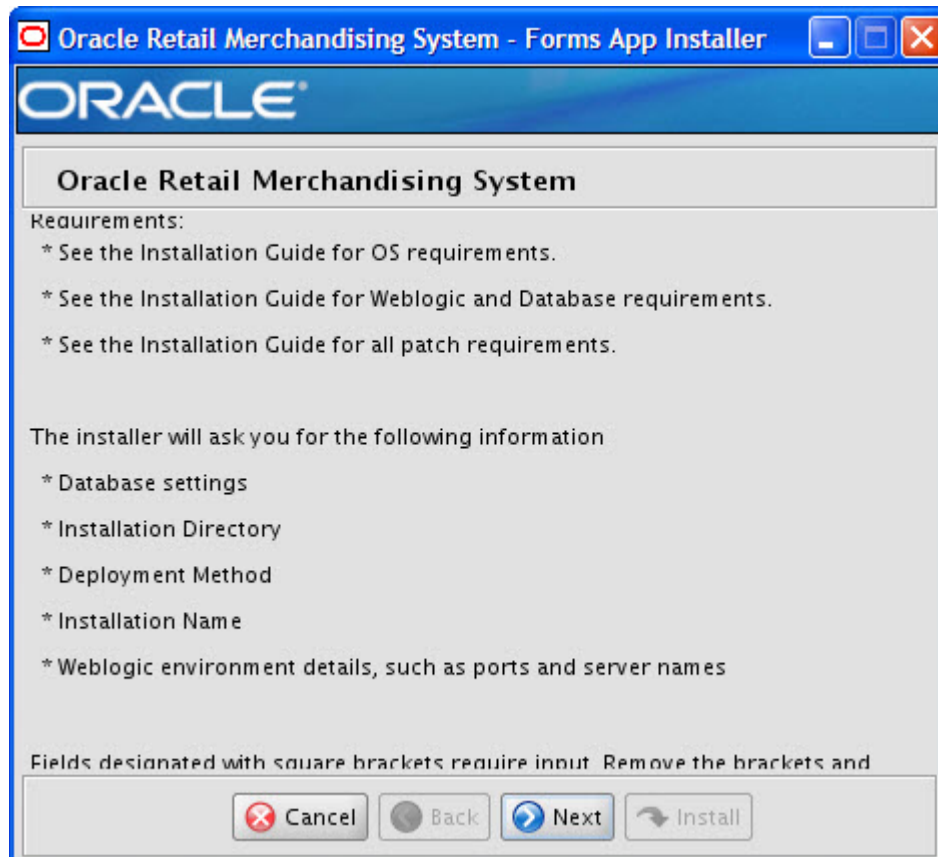 Oracle Retail Merchandising System - Forms App Installer
ORACLE
Oracle Retail Merchandising System
Requirements:
* See the Installation Guide for OS requirements.
* See the Installation Guide for Weblogic and Database requirements.
* See the Installation Guide for all patch requirements.
The installer will ask you for the following information
* Database settings
* Installation Directory
* Deployment Method
* Installation Name
* Weblogic environment details, such as ports and server names
Fields designated with square brackets require input. Remove the brackets and
Cancel Back Next Install